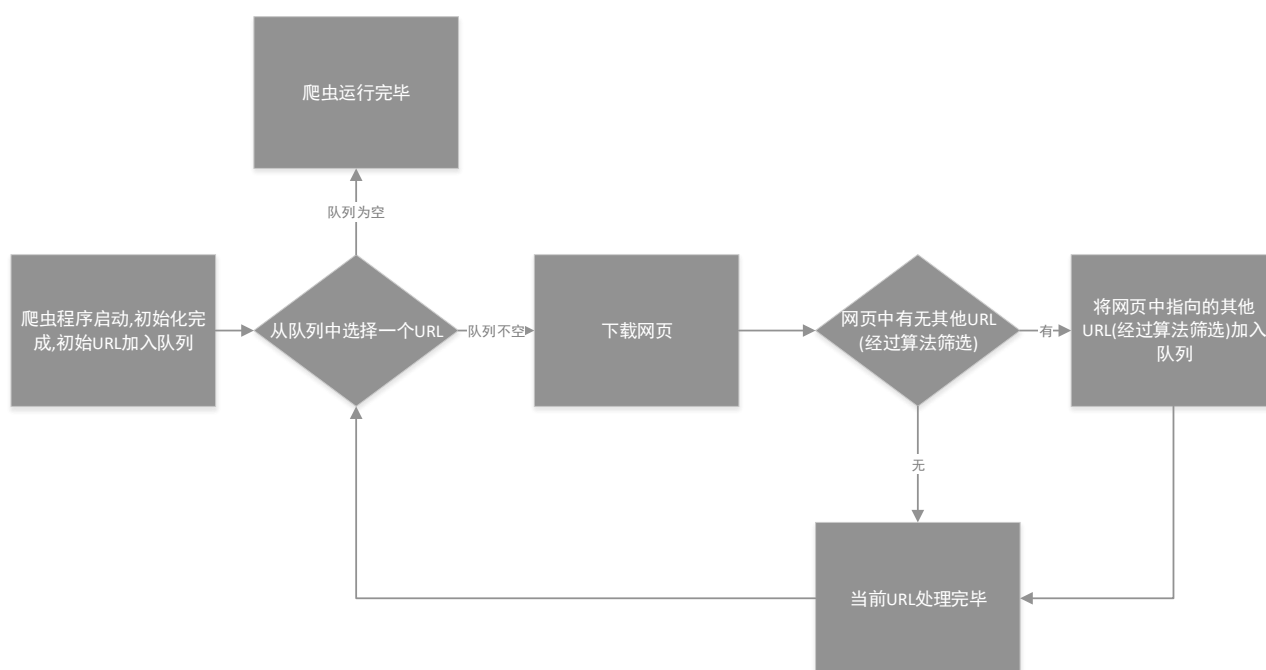 爬虫运行完毕
队列为空
爬虫程序启动,初始化完
成,初始URL加入队列
从队列中选择一个URL
队列不空
下载网页
网页中有无其他URL
(经过算法筛选)
有
将网页中指向的其他
URL(经过算法筛选)加入
队列
无
当前URL处理完毕